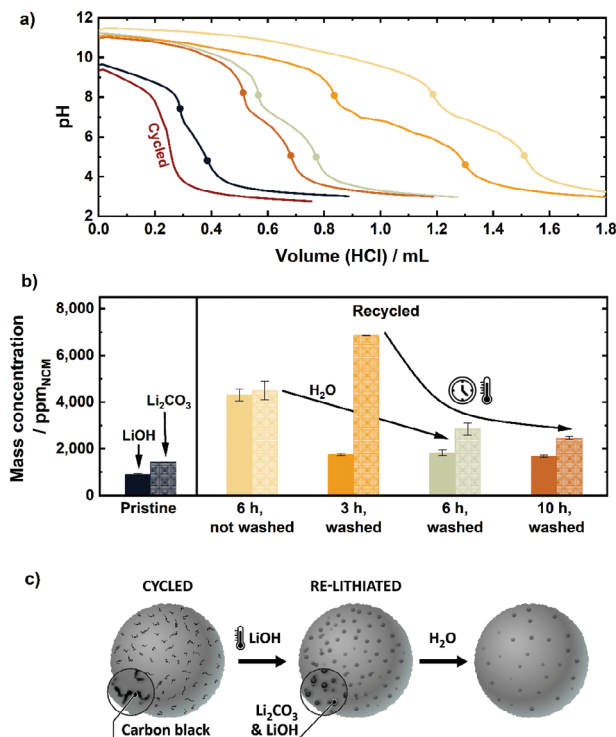 a)
12
10
8
6
4
2
pH
Cycled
0.0 0.2 0.4 0.6 0.8 1.0 1.2 1.4 1.6 1.8
Volume (HCl) / mL
b)
8,000
6,000
4,000
2,000
0
Mass concentration
/ ppmNCM
Recycled
H2O
Li2CO3
LiOH
Pristine
6 h,
not washed
3 h,
washed
6 h,
washed
10 h,
washed
c)
CYCLED
RE-LITHIATED
LiOH
H2O
Carbon black
Li2CO3
& LiOH